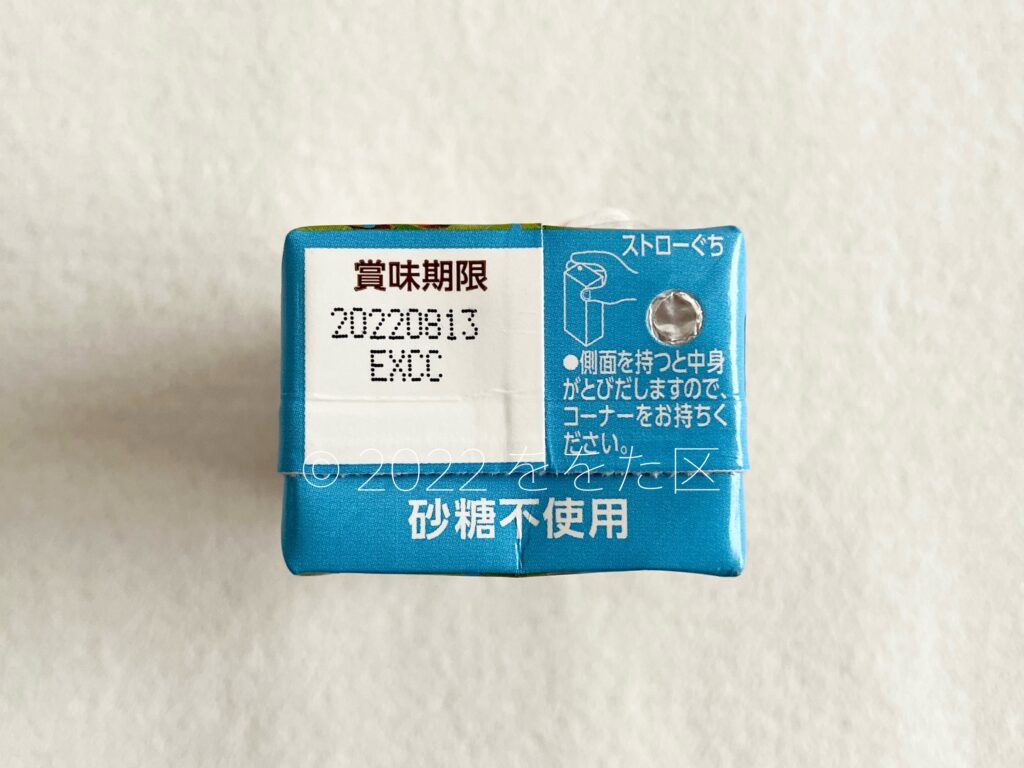 賞味期限
20220813
EXCC
ストローぐち
●側面を持つと中身
がとびだしますので、
コーナーをお持ちく
ださい。
© 2022 ををた区
砂糖不使用